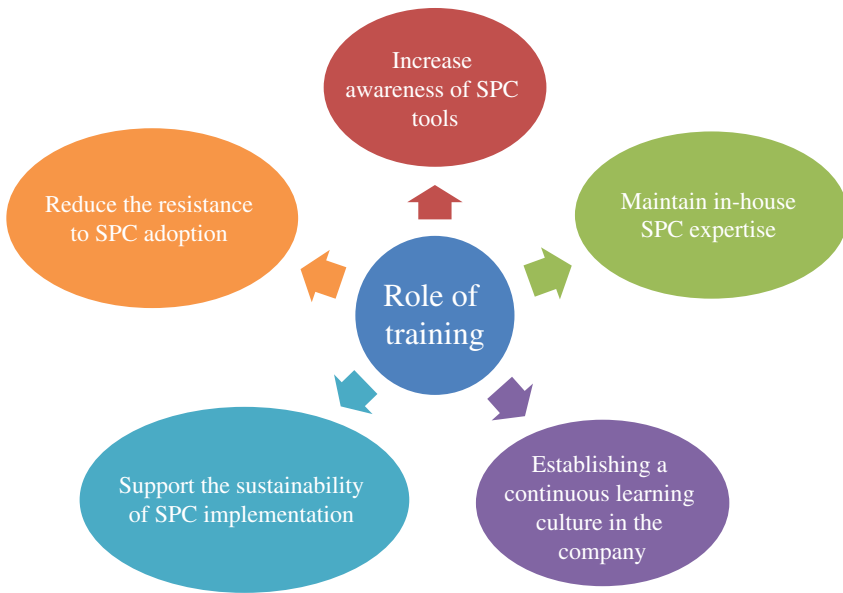 Increase
awareness of SPC
tools
Reduce the resistance
to SPC adoption
Maintain in-house
SPC expertise
Role of
training
Support the sustainability
of SPC implementation
Establishing a
continuous learning
culture in the
company